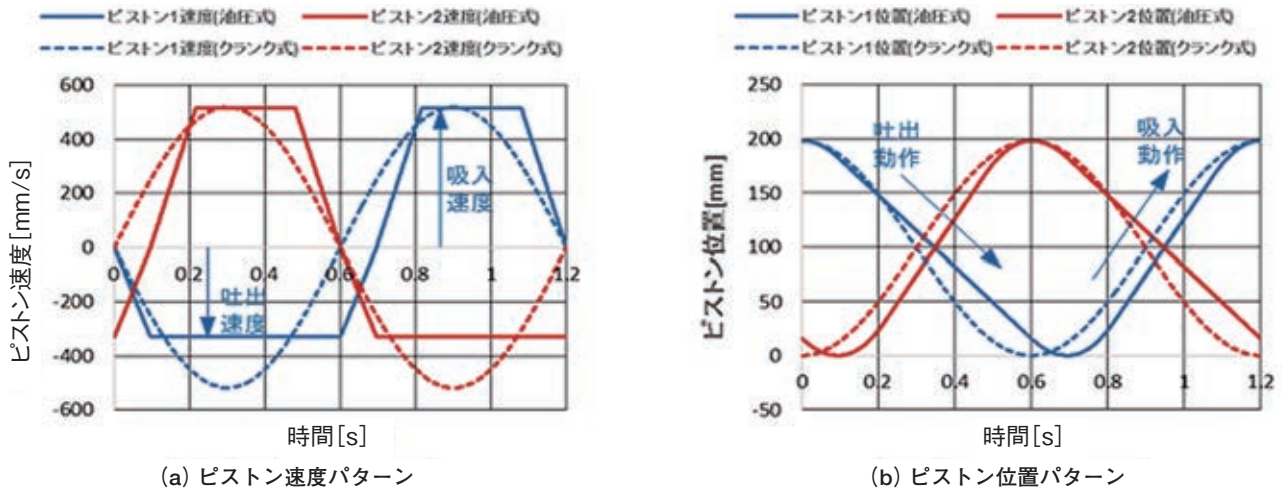 ピストン1速度(油圧式) ピストン2速度(油圧式)
ピストン1速度(クランク式) ピストン2速度(クランク式)
600
400
200
0
-200
-400
-600
0 0.2 0.4 0.6 0.8 1 1.2
吸入
速度
吐出
速度
ピストン速度[mm/s]
時間[s]
(a) ピストン速度パターン
ピストン1位置(油圧式) ピストン2位置(油圧式)
ピストン1位置(クランク式) ピストン2位置(クランク式)
250
200
150
100
50
0
-50
0 0.2 0.4 0.6 0.8 1 1.2
吐出
動作
吸入
動作
ピストン位置[mm]
時間[s]
(b) ピストン位置パターン